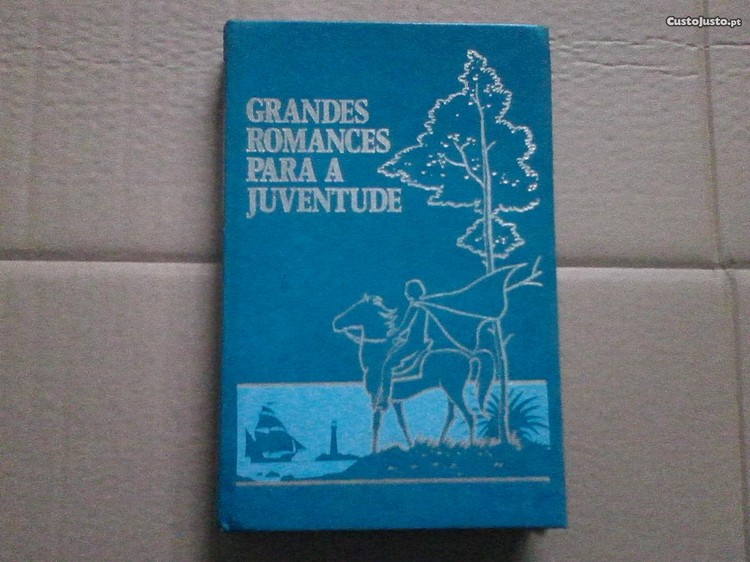 CustoJusto.pt
GRANDES
ROMANCES
PARA A
JUVENTUDE